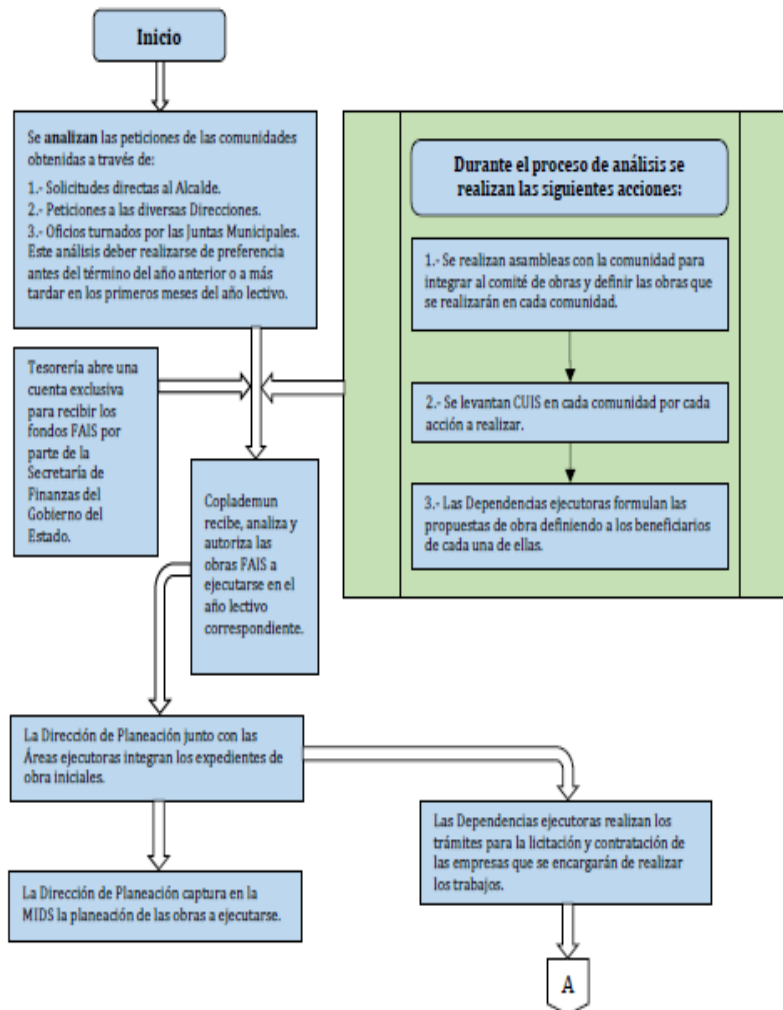 Inicio
Se analizan las peticiones de las comunidades
obtenidas a través de:
1.- Solicitudes directas al Alcalde.
2.- Peticiones a las diversas Direcciones.
3.- Oficios turnados por las Juntas Municipales.
Este análisis deber realizarse de preferencia
antes del término del año anterior o a más
tardar en los primeros meses del año lectivo.
Durante el proceso de análisis se
realizan las siguientes acciones:
1.- Se realizan asambleas con la comunidad para
integrar al comité de obras y definir las obras que
se realizarán en cada comunidad.
2.- Se levantan CUIS en cada comunidad por cada
acción a realizar.
3.- Las Dependencias ejecutoras formulan las
propuestas de obra definiendo a los beneficiarios
de cada una de ellas.
Tesorería abre una
cuenta exclusiva
para recibir los
fondos FAIS por
parte de la
Secretaría de
Finanzas del
Gobierno del
Estado.
Coplademun
recibe, analiza y
autoriza las
obras FAIS a
ejecutarse en el
año lectivo
correspondiente.
La Dirección de Planeación junto con las
Áreas ejecutoras integran los expedientes de
obra iniciales.
La Dirección de Planeación captura en la
MIDS la planeación de las obras a ejecutarse.
Las Dependencias ejecutoras realizan los
trámites para la licitación y contratación de
las empresas que se encargarán de realizar
los trabajos.
A